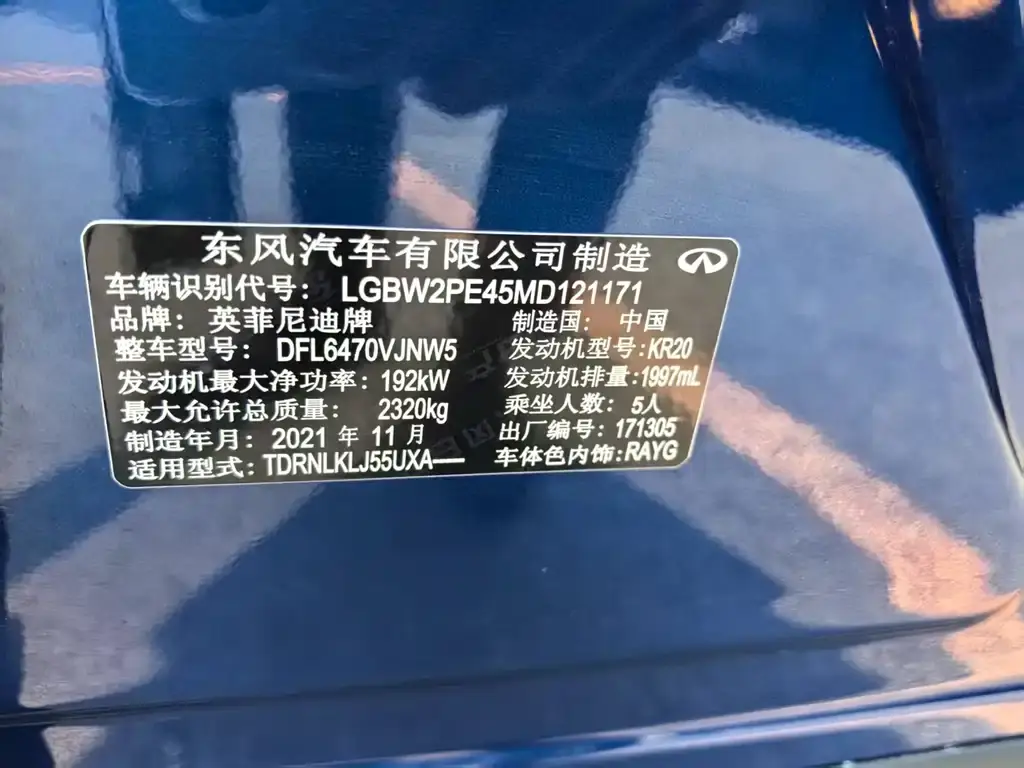 东风汽车有限公司制造
车辆识别代号: LGBW2PE45MD121171
品牌: 英菲尼迪牌 制造国: 中国
整车型号: DFL6470VJNW5 发动机型号:KR20
发动机最大净功率: 192kW 发动机排量:1997mL
最大允许总质量: 2320kg 乘坐人数: 5人
制造年月: 2021 年 11 月 出厂编号: 171305
适用型式: TDRNLKLJ55UXA—— 车体色内饰:RAYG